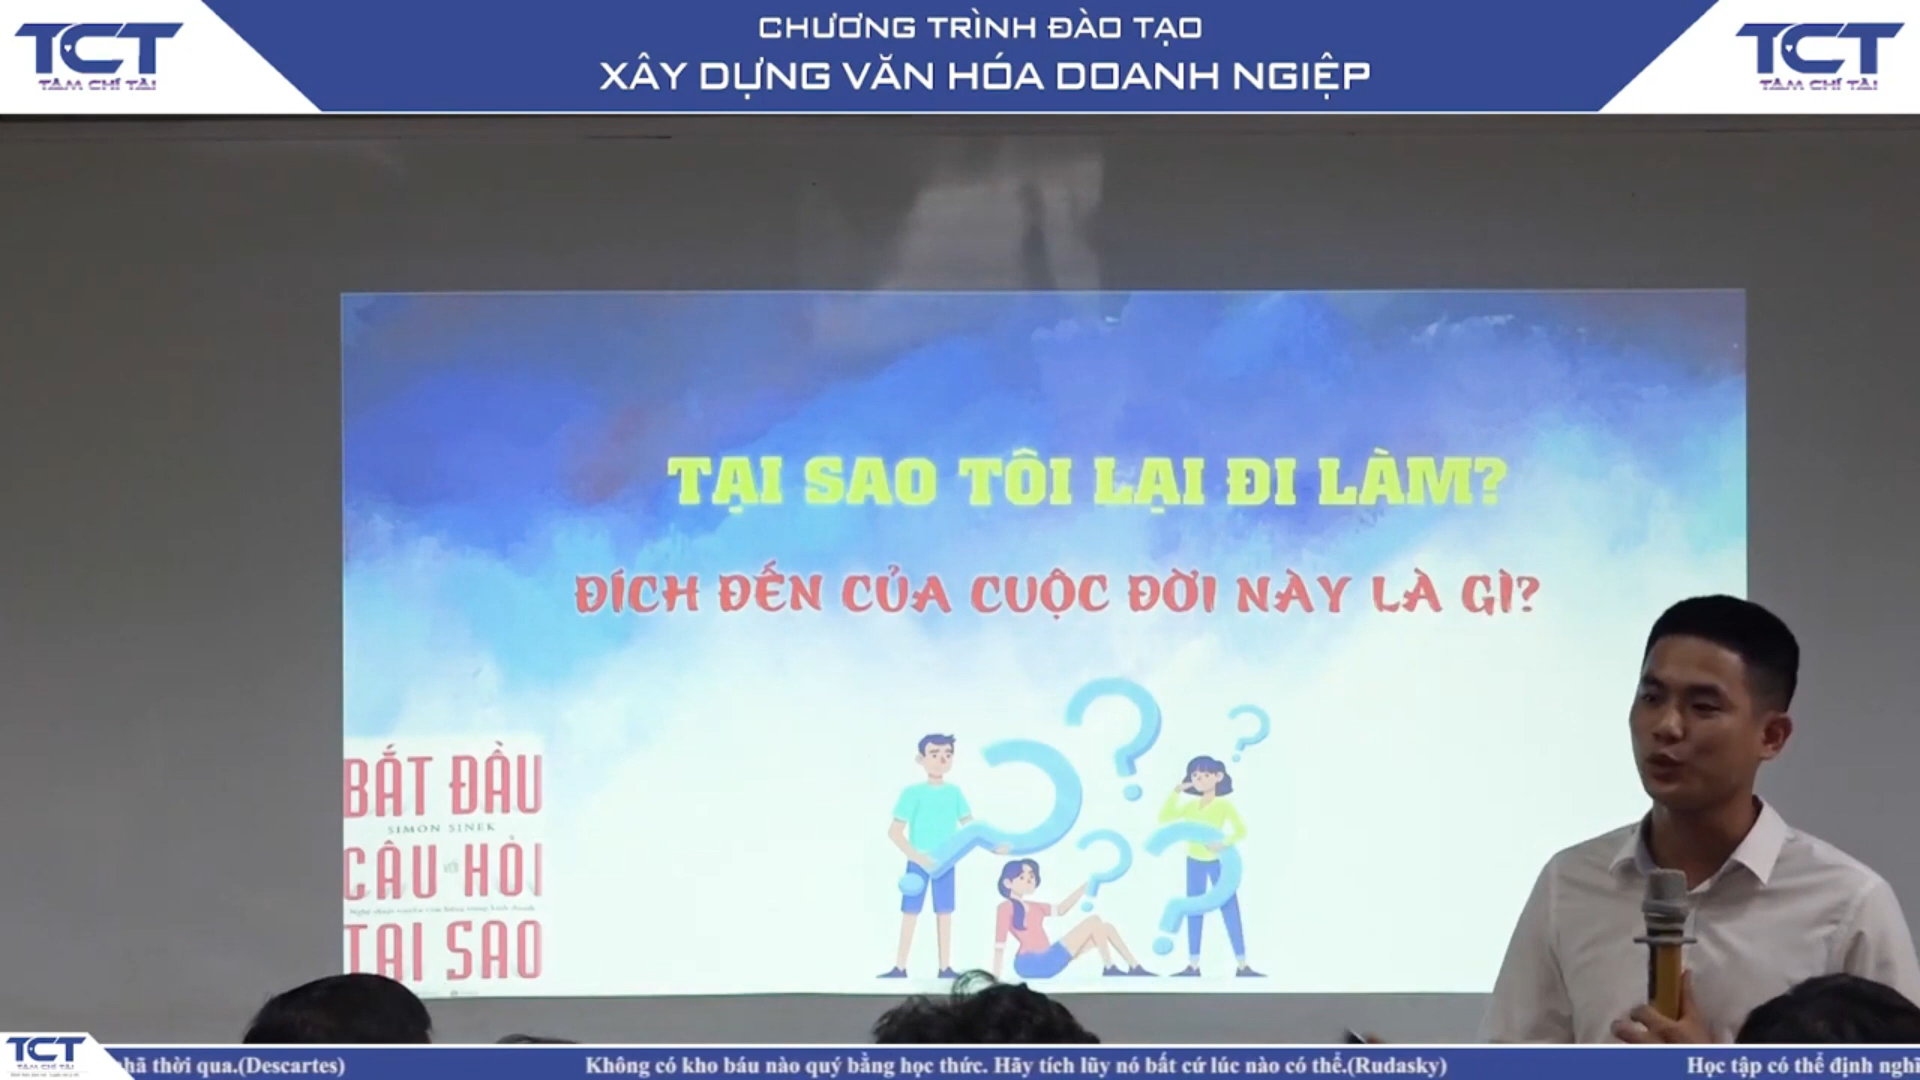 TCT
TÂM CHÍ TÀI
CHƯƠNG TRÌNH ĐÀO TẠO
XÂY DỰNG VĂN HÓA DOANH NGIỆP
TCT
TÂM CHÍ TÀI
TẠI SAO TÔI LẠI ĐI LÀM?
ĐÍCH ĐẾN CỦA CUỘC ĐỜI NÀY LÀ GÌ?
BẮT ĐẦU
SIMON SINEK
CÂU VỚI HỎI
TẠI SAO
TCT
TÂM CHÍ TÀI
hã thời qua.(Descartes)
Không có kho báu nào quý bằng học thức. Hãy tích lũy nó bất cứ lúc nào có thể.(Rudasky)
Học tập có thể định nghĩ